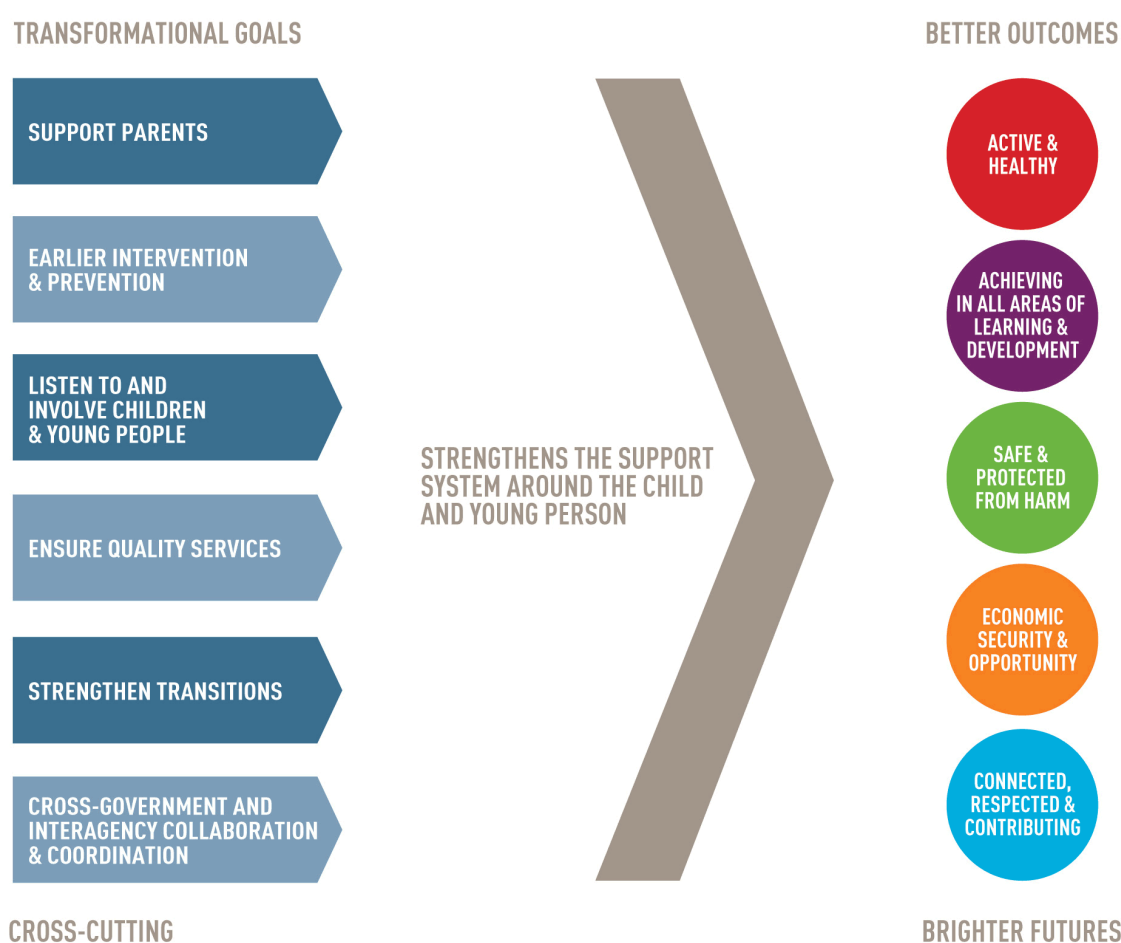 TRANSFORMATIONAL GOALS
SUPPORT PARENTS
EARLIER INTERVENTION
& PREVENTION
LISTEN TO AND
INVOLVE CHILDREN
& YOUNG PEOPLE
ENSURE QUALITY SERVICES
STRENGTHEN TRANSITIONS
CROSS-GOVERNMENT AND
INTERAGENCY COLLABORATION
& COORDINATION
CROSS-CUTTING
STRENGTHENS THE SUPPORT
SYSTEM AROUND THE CHILD
AND YOUNG PERSON
BETTER OUTCOMES
ACTIVE &
HEALTHY
ACHIEVING
IN ALL AREAS OF
LEARNING &
DEVELOPMENT
SAFE &
PROTECTED
FROM HARM
ECONOMIC
SECURITY &
OPPORTUNITY
CONNECTED,
RESPECTED &
CONTRIBUTING
BRIGHTER FUTURES